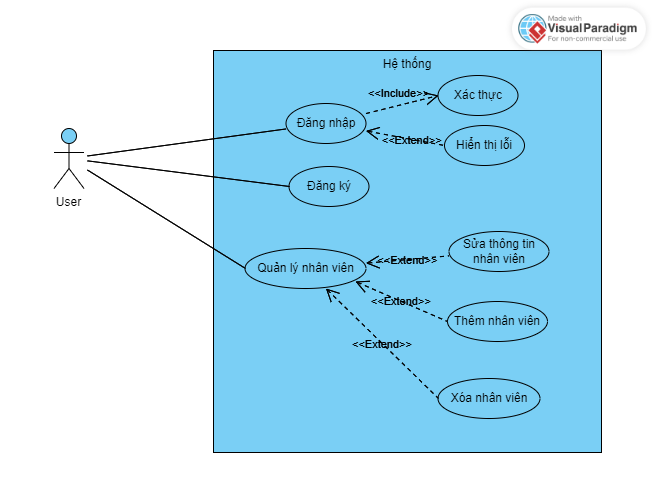 Made with
VisualParadigm
For non-commercial use
Hệ thống
<<Include>>
Xác thực
Đăng nhập
<<Extend>>
Hiển thị lỗi
Đăng ký
User
Sửa thông tin
nhân viên
Quản lý nhân viên
<<Extend>>
<<Extend>>
Thêm nhân viên
<<Extend>>
Xóa nhân viên